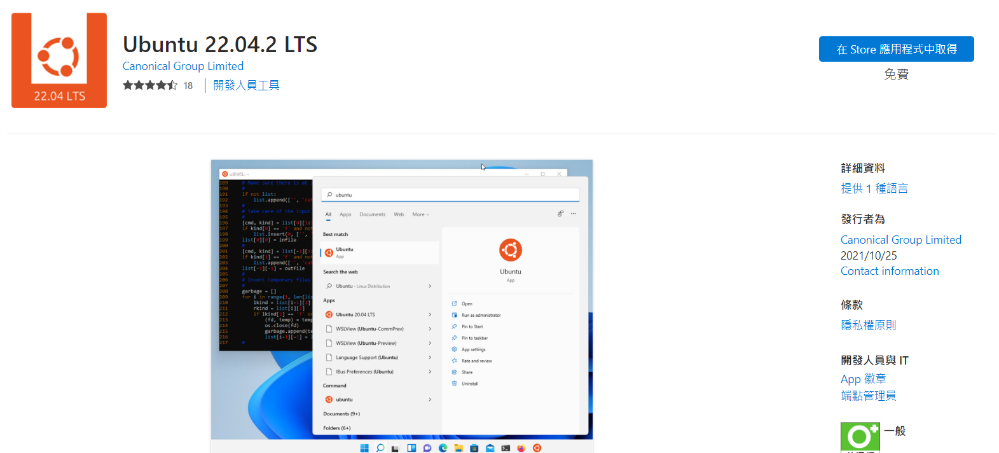 22.04 LTS
Ubuntu 22.04.2 LTS
Canonical Group Limited
18
開發人員工具
在 Store 應用程式中取得
免費
u@WSL: ~
189 # Make sure there is at
190 #
191 if not list:
192 list.append(['', 'cat
193 #
194 # Take care of the input
195 #
196 [cmd, kind] = list[0][1:
197 if kind[0] == 'f' and not
198 list.insert(0, ['',
199 list[0][0] = infile
200 #
201 [cmd, kind] = list[-1][1:
202 if kind[1] == 'f' and not
203 list.append(['', 'cat
204 list[-1][-1] = outfile
205 #
206 # Invent temporary files
207 #
208 garbage = []
209 for i in range(1, len(lis
210 lkind = list[i-1][2]
211 rkind = list[i][2]
212 if lkind[1] == 'f' or
213 (fd, temp) = temp
214 os.close(fd)
215 garbage.append(te
216 list[i-1][-1] =
217 #
ubuntu
All Apps Documents Web More
Best match
Ubuntu
App
Search the web
Ubuntu - Linux Distribution
Apps
Ubuntu 20.04 LTS
WSLView (Ubuntu-CommPrev)
WSLView (Ubuntu-Preview)
Language Support (Ubuntu)
IBus Preferences (Ubuntu)
Command
ubuntu
Documents (9+)
Folders (6+)
Ubuntu
App
Open
Run as administrator
Pin to Start
Pin to taskbar
App settings
Rate and review
Share
Uninstall
詳細資料
提供 1 種語言
發行者為
Canonical Group Limited
2021/10/25
Contact information
條款
隱私權原則
開發人員與 IT
App 徽章
端點管理員
一般